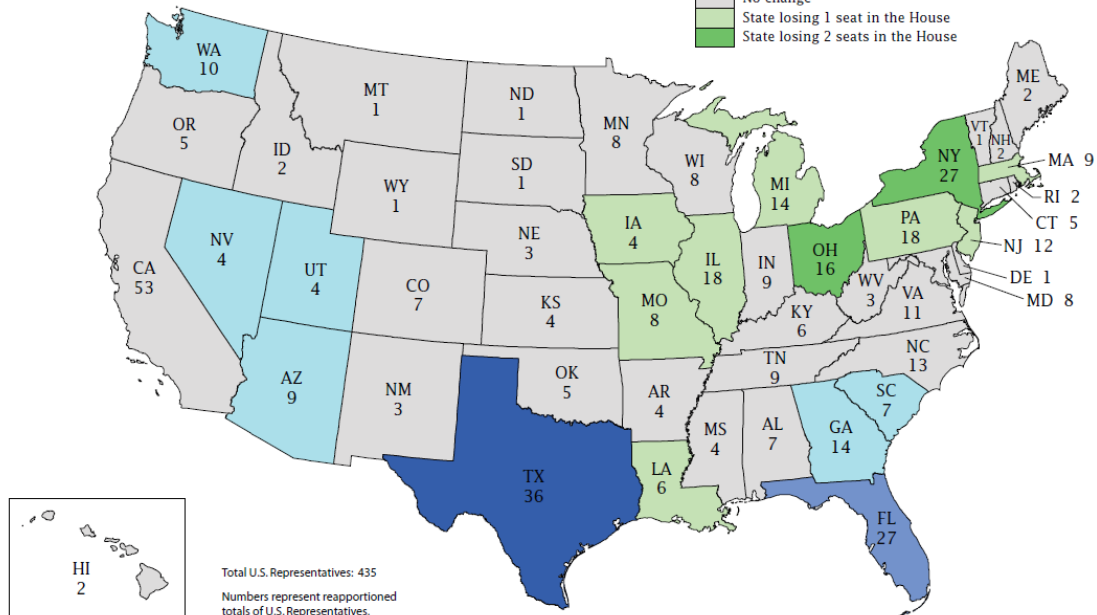 No change
State losing 1 seat in the House
State losing 2 seats in the House
WA
10
OR
5
ID
2
MT
1
ND
1
MN
8
SD
1
WI
8
WY
1
NV
4
UT
4
CA
53
CO
7
NE
3
IA
4
KS
4
MO
8
IL
18
MI
14
IN
9
OH
16
KY
6
WV
3
VA
11
PA
18
NY
27
VT
1
NH
2
ME
2
MA 9
RI 2
CT 5
NJ 12
DE 1
MD 8
NC
13
TN
9
SC
7
GA
14
AL
7
MS
4
AR
4
LA
6
OK
5
TX
36
NM
3
AZ
9
FL
27
HI
2
Total U.S. Representatives: 435
Numbers represent reapportioned
totals of U.S. Representatives.